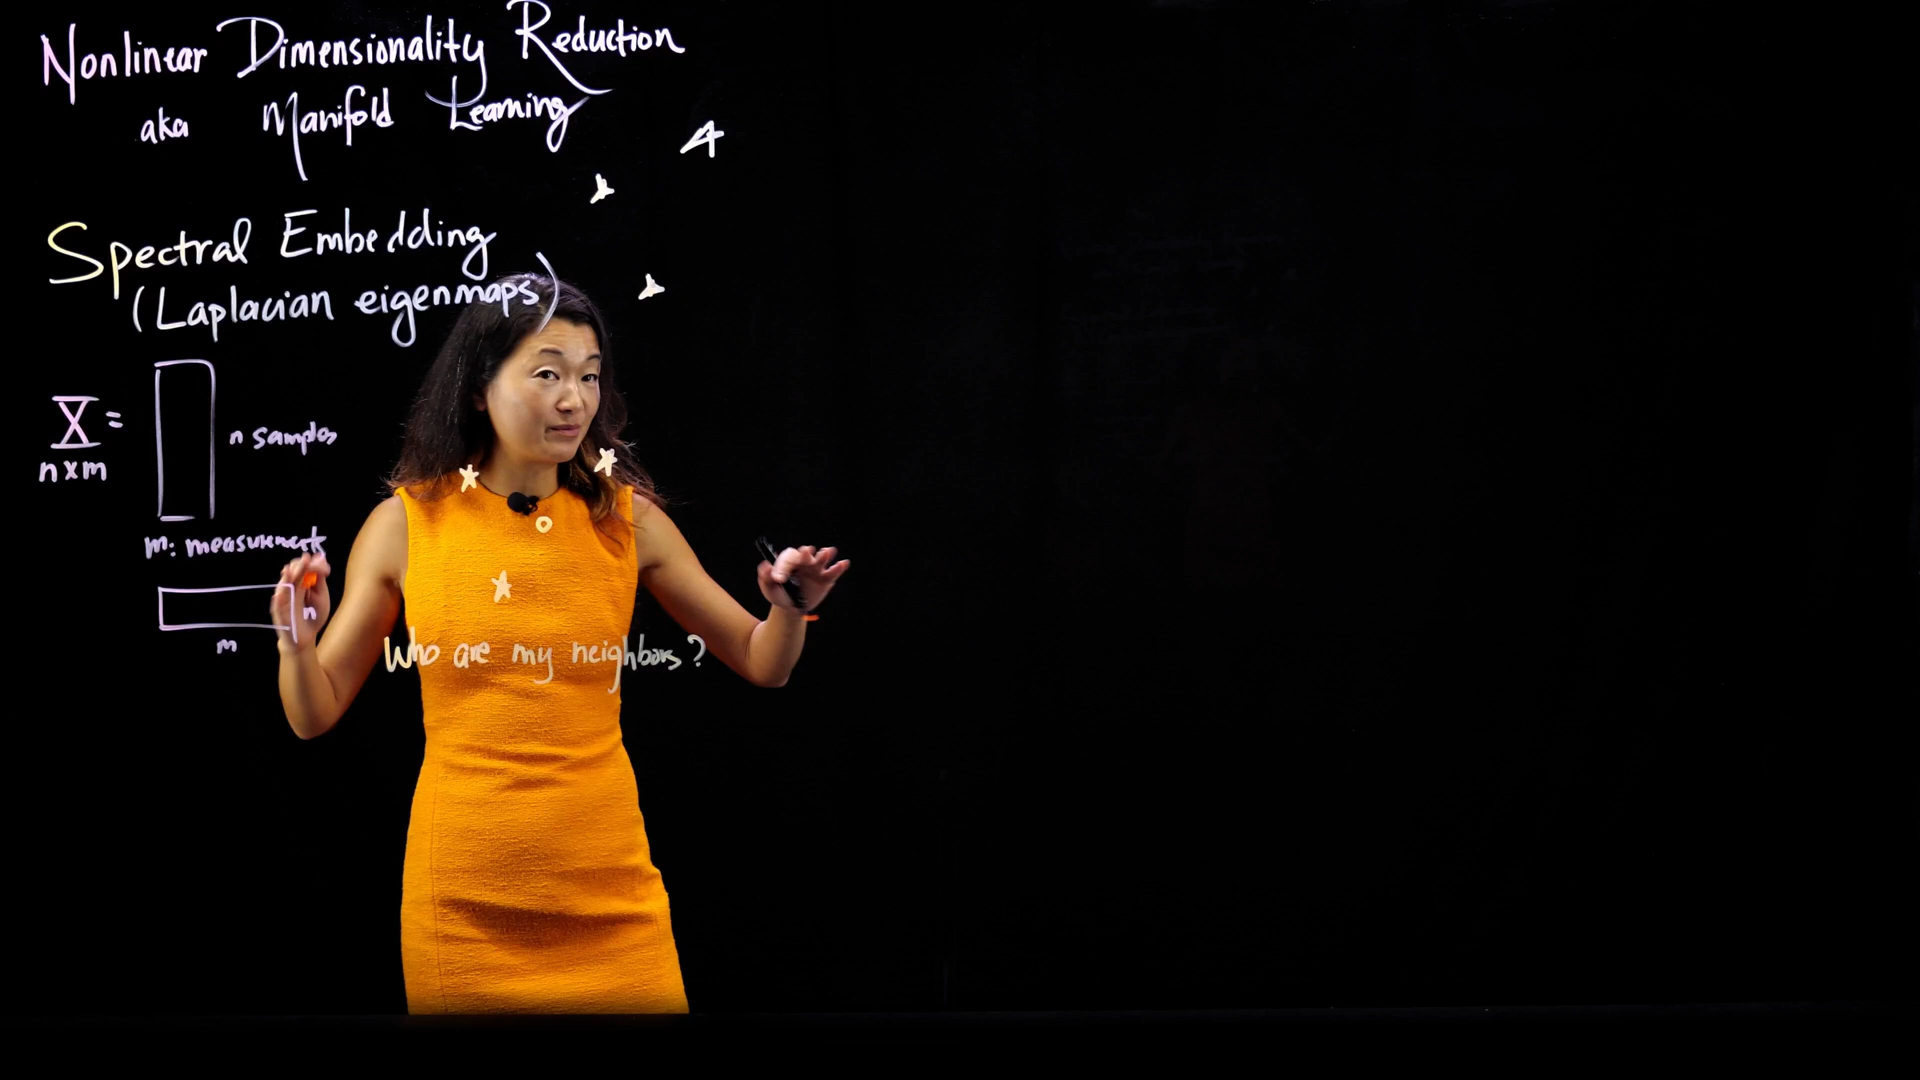 Nonlinear Dimensionality Reduction
aka Manifold Learning
Spectral Embedding
(Laplacian eigenmaps)
X =
n x m
n samples
m: measurements
n
m
Who are my neighbors?